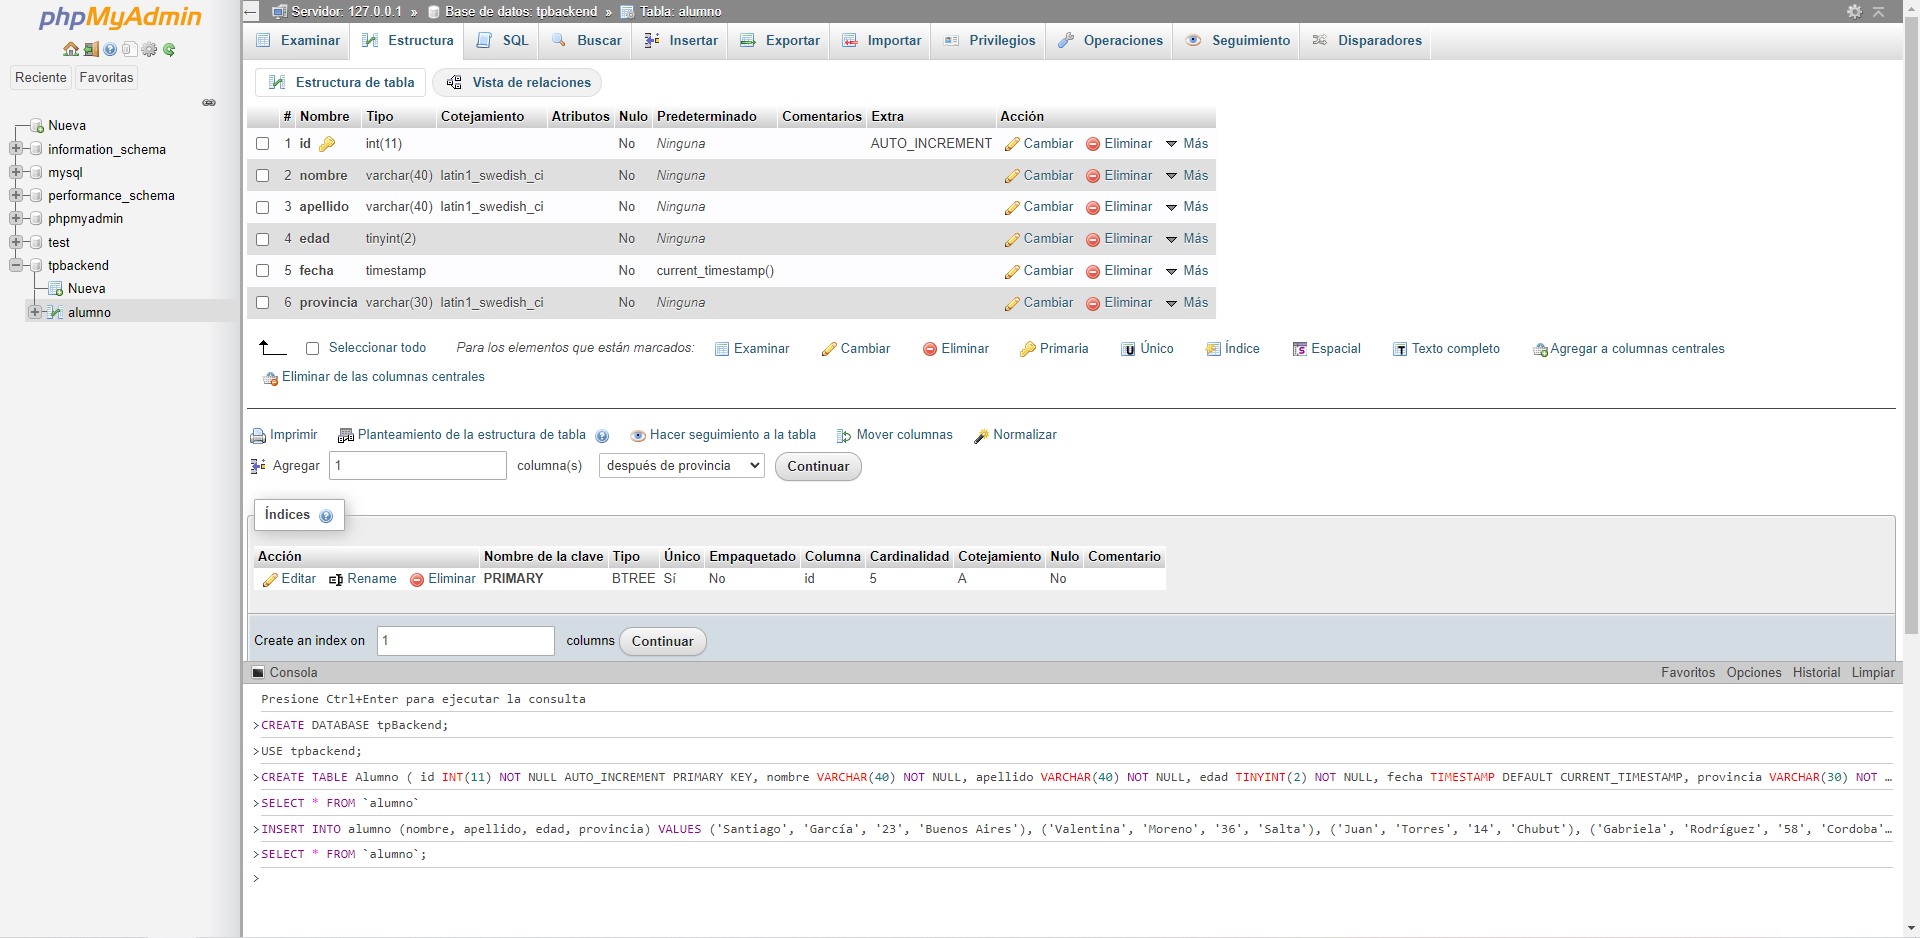 phpMyAdmin
Reciente Favoritas
Nueva
information_schema
mysql
performance_schema
phpmyadmin
test
tpbackend
Nueva
alumno
Servidor: 127.0.0.1 » Base de datos: tpbackend » Tabla: alumno
Examinar Estructura SQL Buscar Insertar Exportar Importar Privilegios Operaciones Seguimiento Disparadores
Estructura de tabla Vista de relaciones
# Nombre Tipo Cotejamiento Atributos Nulo Predeterminado Comentarios Extra Acción
1 id int(11) No Ninguna AUTO_INCREMENT Cambiar Eliminar Más
2 nombre varchar(40) latin1_swedish_ci No Ninguna Cambiar Eliminar Más
3 apellido varchar(40) latin1_swedish_ci No Ninguna Cambiar Eliminar Más
4 edad tinyint(2) No Ninguna Cambiar Eliminar Más
5 fecha timestamp No current_timestamp() Cambiar Eliminar Más
6 provincia varchar(30) latin1_swedish_ci No Ninguna Cambiar Eliminar Más
Seleccionar todo Para los elementos que están marcados: Examinar Cambiar Eliminar Primaria Único Índice Espacial Texto completo Agregar a columnas centrales
Eliminar de las columnas centrales
Imprimir Planteamiento de la estructura de tabla Hacer seguimiento a la tabla Mover columnas Normalizar
Agregar 1 columna(s) después de provincia Continuar
Índices
Acción Nombre de la clave Tipo Único Empaquetado Columna Cardinalidad Cotejamiento Nulo Comentario
Editar Rename Eliminar PRIMARY BTREE Sí No id 5 A No
Create an index on 1 columns Continuar
Consola Favoritos Opciones Historial Limpiar
Presione Ctrl+Enter para ejecutar la consulta
>CREATE DATABASE tpBackend;
>USE tpbackend;
>CREATE TABLE Alumno ( id INT(11) NOT NULL AUTO_INCREMENT PRIMARY KEY, nombre VARCHAR(40) NOT NULL, apellido VARCHAR(40) NOT NULL, edad TINYINT(2) NOT NULL, fecha TIMESTAMP DEFAULT CURRENT_TIMESTAMP, provincia VARCHAR(30) NOT …
>SELECT * FROM `alumno`
>INSERT INTO alumno (nombre, apellido, edad, provincia) VALUES ('Santiago', 'García', '23', 'Buenos Aires'), ('Valentina', 'Moreno', '36', 'Salta'), ('Juan', 'Torres', '14', 'Chubut'), ('Gabriela', 'Rodríguez', '58', 'Cordoba'…
>SELECT * FROM `alumno`;
>